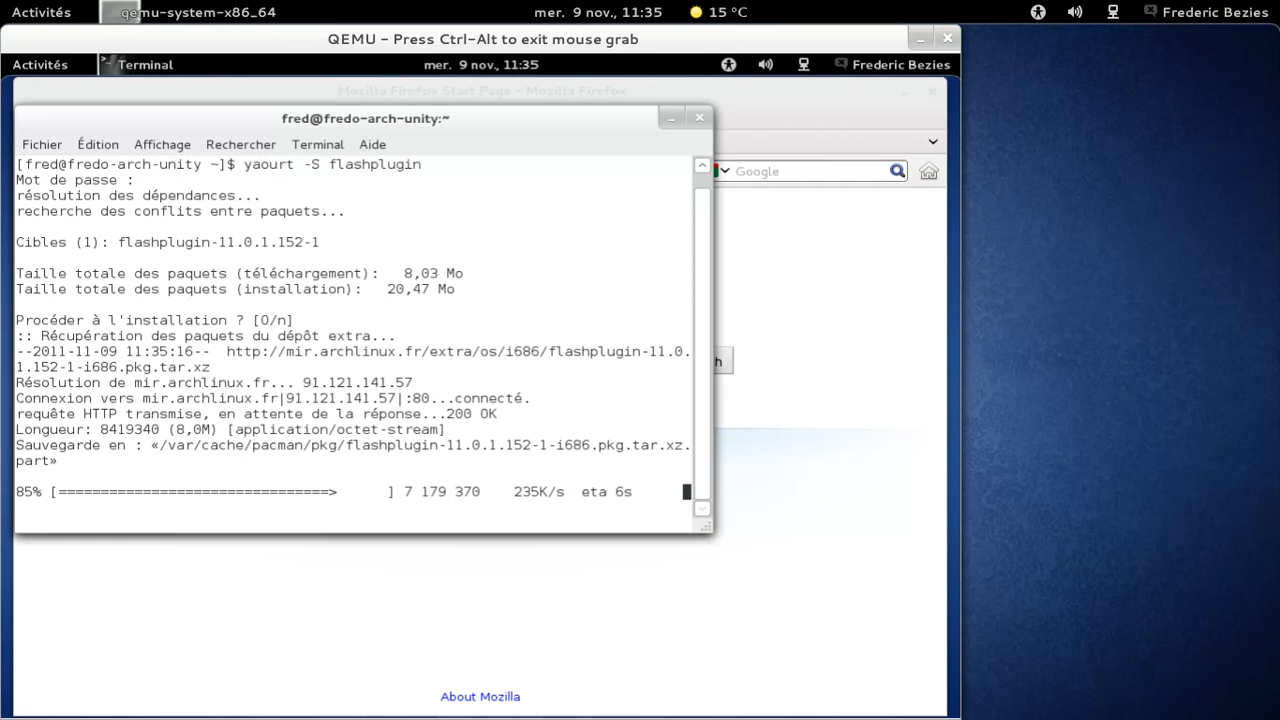 Activités qemu-system-x86_64 mer. 9 nov., 11:35 15 °C Frederic Bezies
QEMU - Press Ctrl-Alt to exit mouse grab
Activités Terminal mer. 9 nov., 11:35 Frederic Bezies
Mozilla Firefox Start Page - Mozilla Firefox
fred@fredo-arch-unity:~
Fichier Édition Affichage Rechercher Terminal Aide
[fred@fredo-arch-unity ~]$ yaourt -S flashplugin
Google
Mot de passe :
résolution des dépendances...
recherche des conflits entre paquets...
Cibles (1): flashplugin-11.0.1.152-1
Taille totale des paquets (téléchargement): 8,03 Mo
Taille totale des paquets (installation): 20,47 Mo
Procéder à l'installation ? [O/n]
:: Récupération des paquets du dépôt extra...
--2011-11-09 11:35:16-- http://mir.archlinux.fr/extra/os/i686/flashplugin-11.0.
1.152-1-i686.pkg.tar.xz
h
Résolution de mir.archlinux.fr... 91.121.141.57
Connexion vers mir.archlinux.fr|91.121.141.57|:80...connecté.
requête HTTP transmise, en attente de la réponse...200 OK
Longueur: 8419340 (8,0M) [application/octet-stream]
Sauvegarde en : «/var/cache/pacman/pkg/flashplugin-11.0.1.152-1-i686.pkg.tar.xz.
part»
85% [================================> ] 7 179 370 235K/s eta 6s
About Mozilla